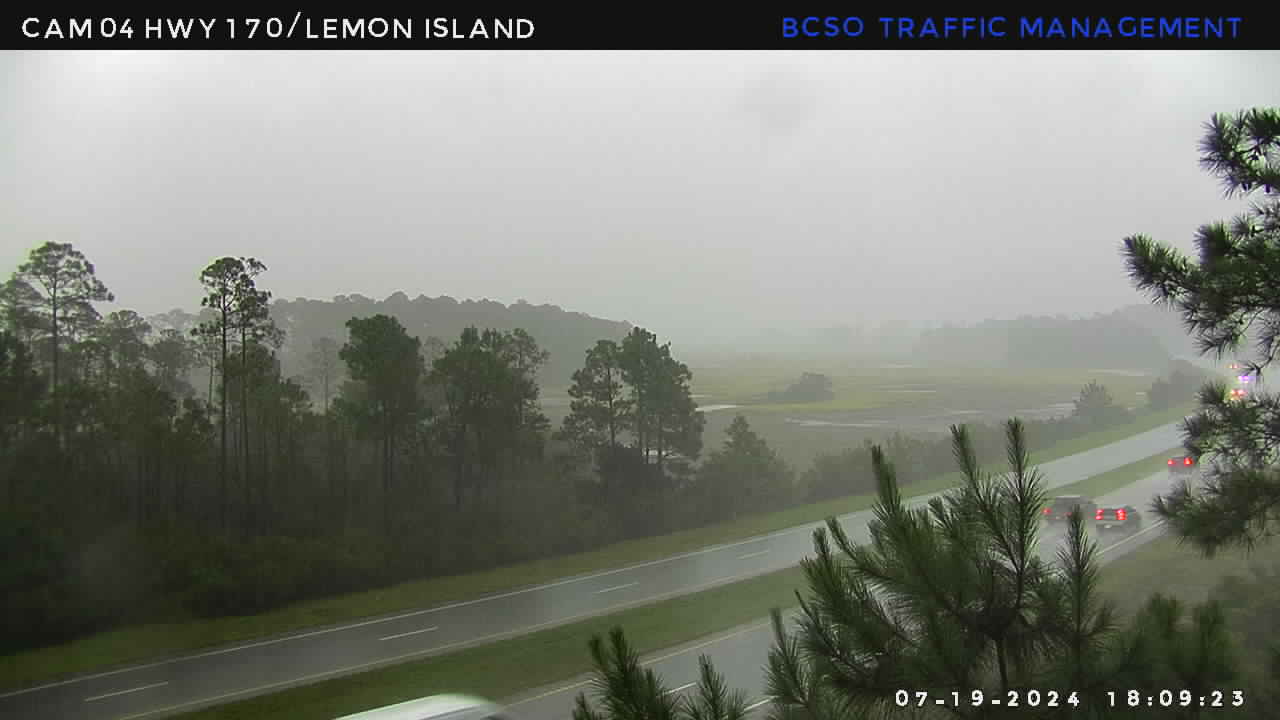 CAM04 HWY 170/LEMON ISLAND
BCSO TRAFFIC MANAGEMENT
07-19-2024 18:09:23